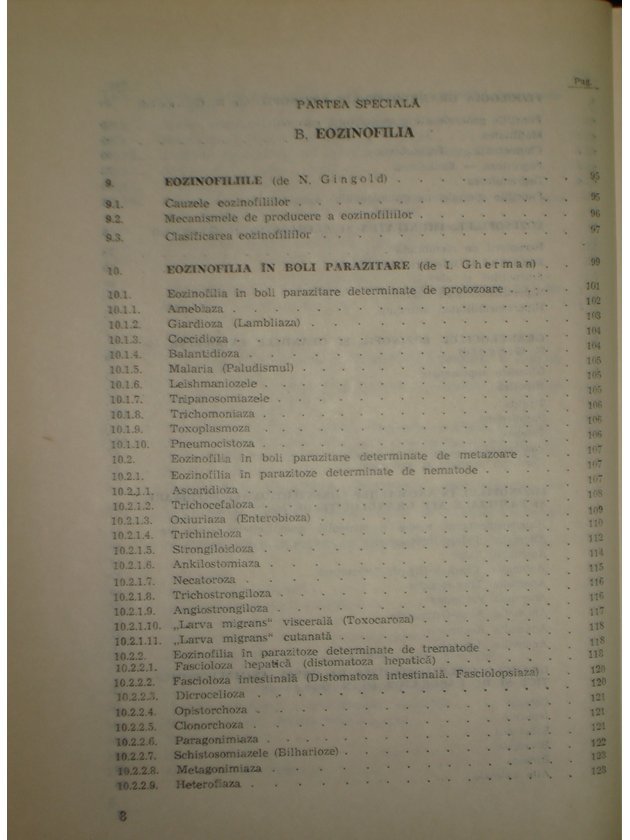 Pag.
PARTEA SPECIALĂ
B. EOZINOFILIA
9. EOZINOFILIILE (de N. Gingold) . . . . . . . . 95
9.1. Cauzele eozinofiliilor . . . . . . . . 95
9.2. Mecanismele de producere a eozinofiliilor . . . . . . . . 96
9.3. Clasificarea eozinofiliilor . . . . . . . . 97
10. EOZINOFILIA ÎN BOLI PARAZITARE (de I. Gherman) . . 99
10.1. Eozinofilia în boli parazitare determinate de protozoare . . . . 101
10.1.1. Amebiaza . . . . . . . . 102
10.1.2. Giardioza (Lambliaza) . . . . . . . . 103
10.1.3. Coccidioza . . . . . . . . 104
10.1.4. Balantidioza . . . . . . . . 104
10.1.5. Malaria (Paludismul) . . . . . . . . 105
10.1.6. Leishmaniozele . . . . . . . . 105
10.1.7. Tripanosomiazele . . . . . . . . 105
10.1.8. Trichomoniaza . . . . . . . . 106
10.1.9. Toxoplasmoza . . . . . . . . 106
10.1.10. Pneumocistoza . . . . . . . . 106
10.2. Eozinofilia în boli parazitare determinate de metazoare . . . 107
10.2.1. Eozinofilia în parazitoze determinate de nematode . . . . 107
10.2.1.1. Ascaridioza . . . . . . . . 107
10.2.1.2. Trichocefaloza . . . . . . . . 108
10.2.1.3. Oxiuriaza (Enterobioza) . . . . . . . . 109
10.2.1.4. Trichineloza . . . . . . . . 110
10.2.1.5. Strongiloidoza . . . . . . . . 112
10.2.1.6. Ankilostomiaza . . . . . . . . 114
10.2.1.7. Necatoroza . . . . . . . . 115
10.2.1.8. Trichostrongiloza . . . . . . . . 116
10.2.1.9. Angiostrongiloza . . . . . . . . 116
10.2.1.10. „Larva migrans“ viscerală (Toxocaroza) . . . . . . 117
10.2.1.11. „Larva migrans“ cutanată . . . . . . . . 118
10.2.2. Eozinofilia în parazitoze determinate de trematode . . . . 118
10.2.2.1. Fascioloza hepatică (distomatoza hepatică) . . . . . . 118
10.2.2.2. Fascioloza intestinală (Distomatoza intestinală. Fasciolopsiaza) . . 120
10.2.2.3. Dicrocelioza . . . . . . . . 120
10.2.2.4. Opistorchoza . . . . . . . . 121
10.2.2.5. Clonorchoza . . . . . . . . 121
10.2.2.6. Paragonimiaza . . . . . . . . 121
10.2.2.7. Schistosomiazele (Bilharioze) . . . . . . . . 122
10.2.2.8. Metagonimiaza . . . . . . . . 123
10.2.2.9. Heterofiaza . . . . . . . . 123
8